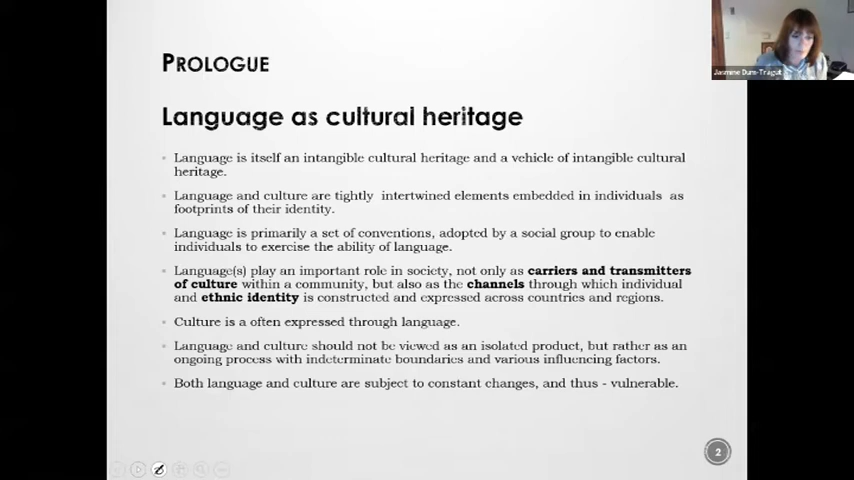 PROLOGUE
Language as cultural heritage
Language is itself an intangible cultural heritage and a vehicle of intangible cultural
heritage.
Language and culture are tightly intertwined elements embedded in individuals as
footprints of their identity.
Language is primarily a set of conventions, adopted by a social group to enable
individuals to exercise the ability of language.
Language(s) play an important role in society, not only as carriers and transmitters
of culture within a community, but also as the channels through which individual
and ethnic identity is constructed and expressed across countries and regions.
Culture is a often expressed through language.
Language and culture should not be viewed as an isolated product, but rather as an
ongoing process with indeterminate boundaries and various influencing factors.
Both language and culture are subject to constant changes, and thus - vulnerable.
2
Jasmine Dum-Tragut